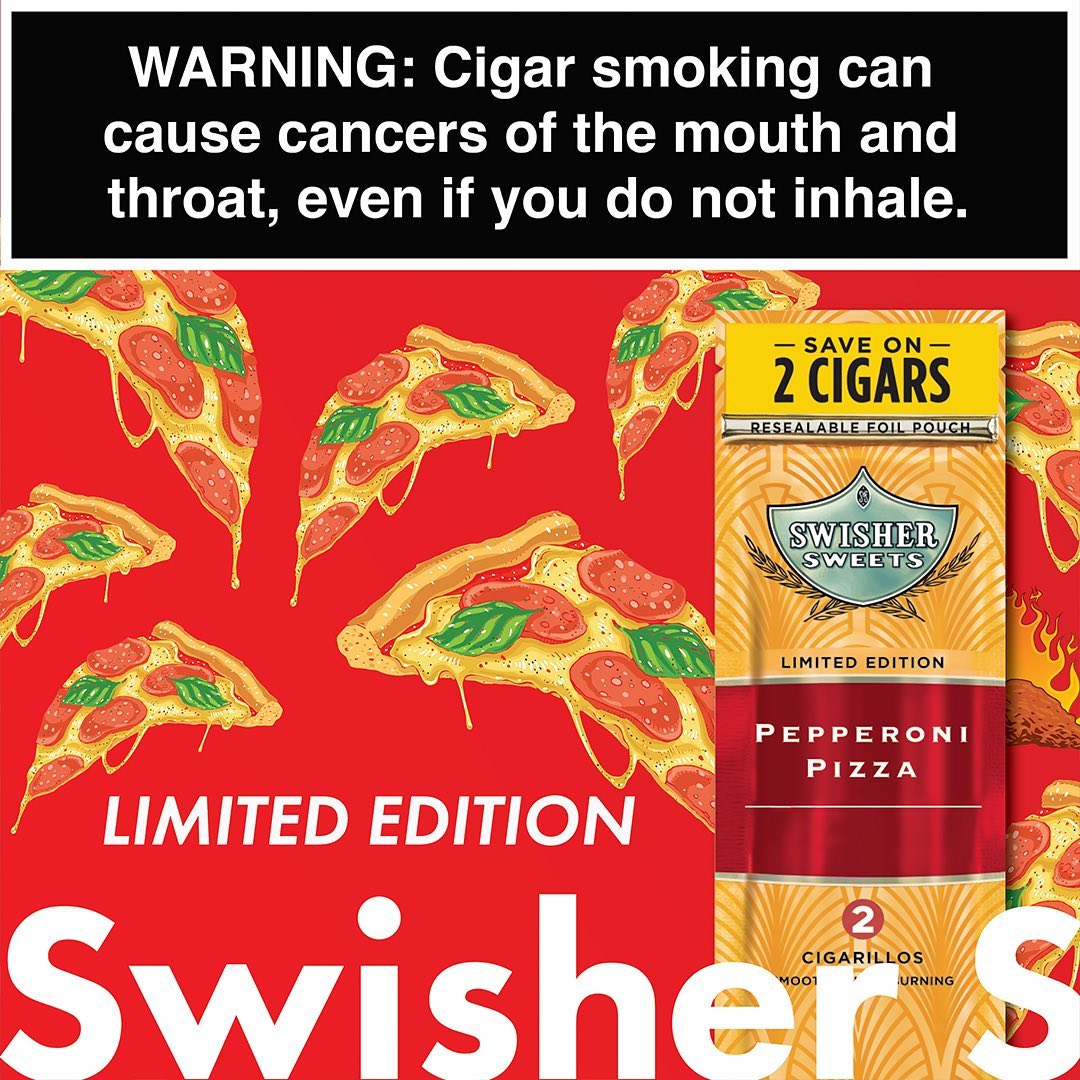 WARNING: Cigar smoking can
cause cancers of the mouth and
throat, even if you do not inhale.
— SAVE ON —
2 CIGARS
RESEALABLE FOIL POUCH
SWISHER
SWEETS
LIMITED EDITION
PEPPERONI
PIZZA
LIMITED EDITION
2
CIGARILLOS
Swisher S